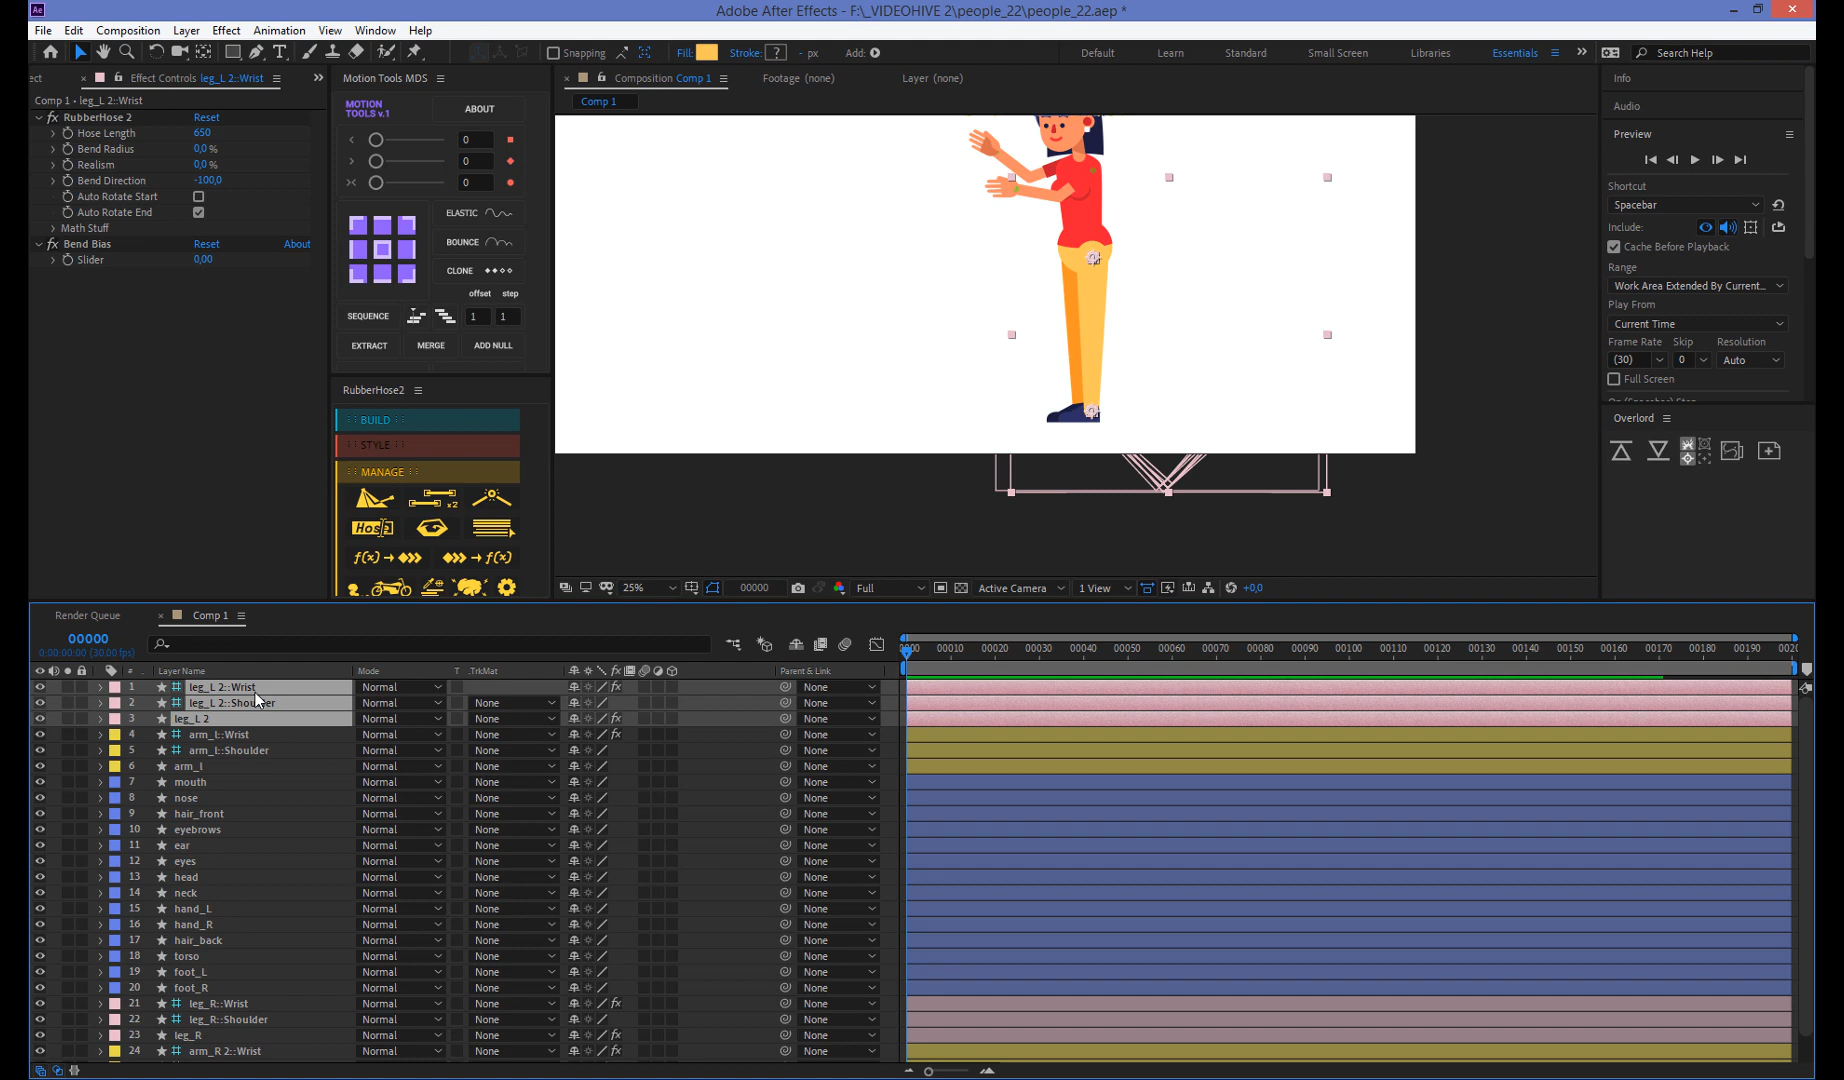 Adobe After Effects - F:\_VIDEOHIVE 2\people_22\people_22.aep *
File Edit Composition Layer Effect Animation View Window Help
Snapping Fill: Stroke: ? - px Add:
Default Learn Standard Small Screen Libraries Essentials Search Help
ect Effect Controls leg_L 2::Wrist
Comp 1 • leg_L 2::Wrist
fx RubberHose 2 Reset
Hose Length 650
Bend Radius 0,0 %
Realism 0,0 %
Bend Direction -100,0
Auto Rotate Start
Auto Rotate End
Math Stuff
fx Bend Bias Reset About
Slider 0,00
Motion Tools MDS
MOTION
TOOLS v.1
ABOUT
0
0
0
ELASTIC
BOUNCE
CLONE
offset step
SEQUENCE 1 1
EXTRACT MERGE ADD NULL
RubberHose2
BUILD
STYLE
MANAGE
x2
Hose
f(x)
f(x)
Composition Comp 1 Footage (none) Layer (none)
Comp 1
25% 00000 Full Active Camera 1 View +0,0
Info
Audio
Preview
Shortcut
Spacebar
Include:
Cache Before Playback
Range
Work Area Extended By Current...
Play From
Current Time
Frame Rate Skip Resolution
(30) 0 Auto
Full Screen
Overlord
Render Queue Comp 1
00000
0:00:00:00 (30.00 fps)
# Layer Name Mode T .TrkMat fx Parent & Link
0000 00010 00020 00030 00040 00050 00060 00070 00080 00090 00100 00110 00120 00130 00140 00150 00160 00170 00180 00190 0020
1 leg_L 2::Wrist Normal fx None
2 leg_L 2::Shoulder Normal None None
3 leg_L 2 Normal None fx None
4 arm_l::Wrist Normal None fx None
5 arm_l::Shoulder Normal None None
6 arm_l Normal None None
7 mouth Normal None None
8 nose Normal None None
9 hair_front Normal None None
10 eyebrows Normal None None
11 ear Normal None None
12 eyes Normal None None
13 head Normal None None
14 neck Normal None None
15 hand_L Normal None None
16 hand_R Normal None None
17 hair_back Normal None None
18 torso Normal None None
19 foot_L Normal None None
20 foot_R Normal None None
21 leg_R::Wrist Normal None fx None
22 leg_R::Shoulder Normal None None
23 leg_R Normal None fx None
24 arm_R 2::Wrist Normal None fx None